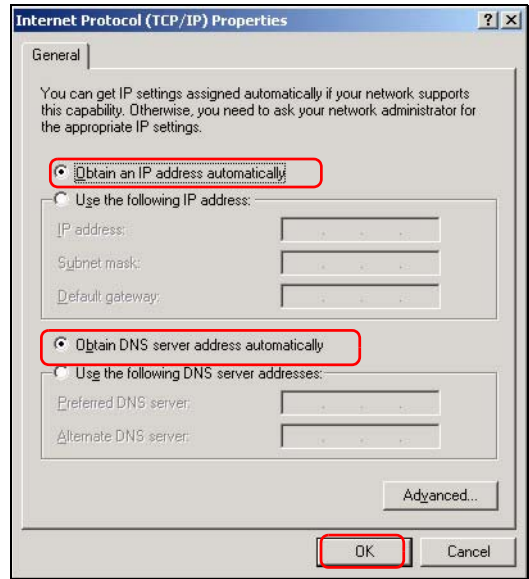 Internet Protocol (TCP/IP) Properties
General
You can get IP settings assigned automatically if your network supports
this capability. Otherwise, you need to ask your network administrator for
the appropriate IP settings.
Obtain an IP address automatically
Use the following IP address:
IP address:
Subnet mask:
Default gateway:
Obtain DNS server address automatically
Use the following DNS server addresses:
Preferred DNS server:
Alternate DNS server:
Advanced...
OK
Cancel